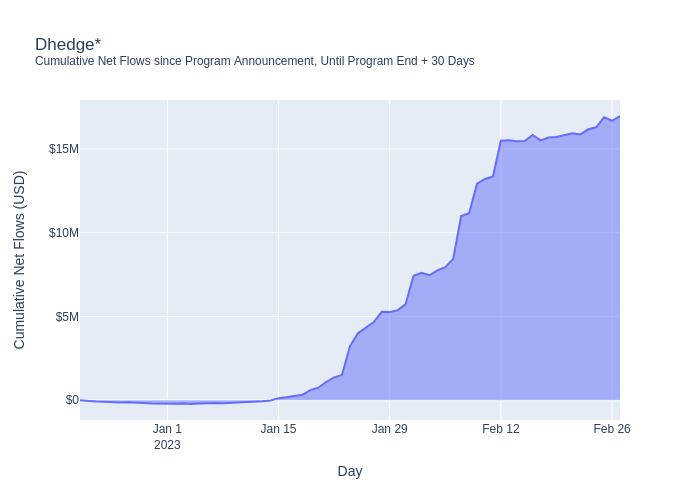 Dhedge*
Cumulative Net Flows since Program Announcement, Until Program End + 30 Days
Cumulative Net Flows (USD)
$15M
$10M
$5M
$0
Jan 1
2023
Jan 15
Jan 29
Feb 12
Feb 26
Day